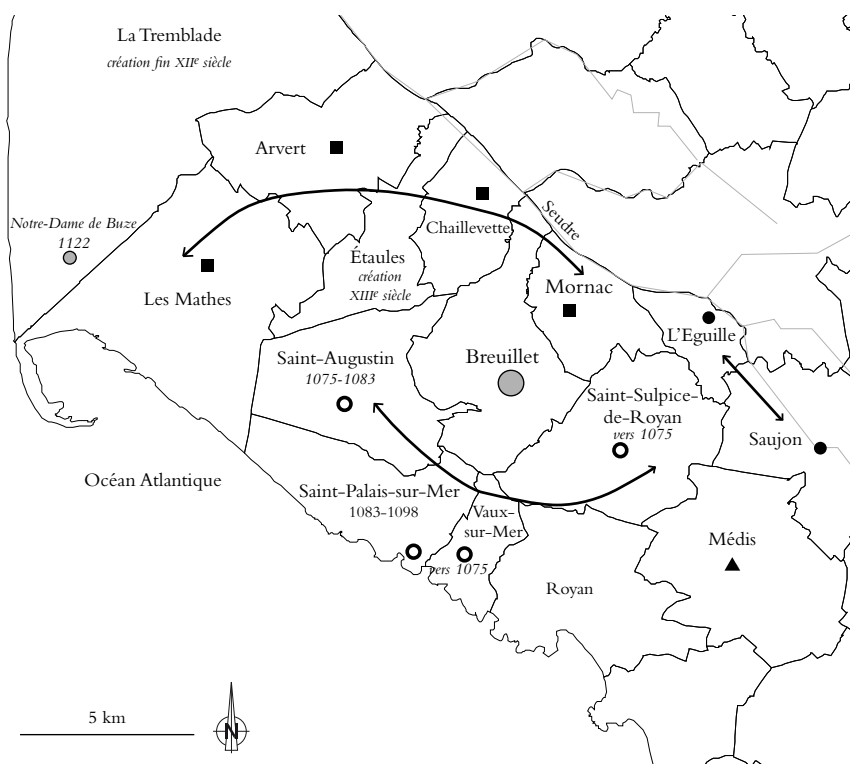 La Tremblade
création fin XIIe siècle
Arvert
Notre-Dame de Buze
1122
Chaillevette
Seudre
Étaules
création
XIIIe siècle
Les Mathes
Mornac
L'Eguille
Saint-Augustin
1075-1083
Breuillet
Saint-Sulpice-
de-Royan
vers 1075
Saujon
Océan Atlantique
Saint-Palais-sur-Mer
1083-1098
Vaux-
sur-Mer
vers 1075
Médis
Royan
5 km
N